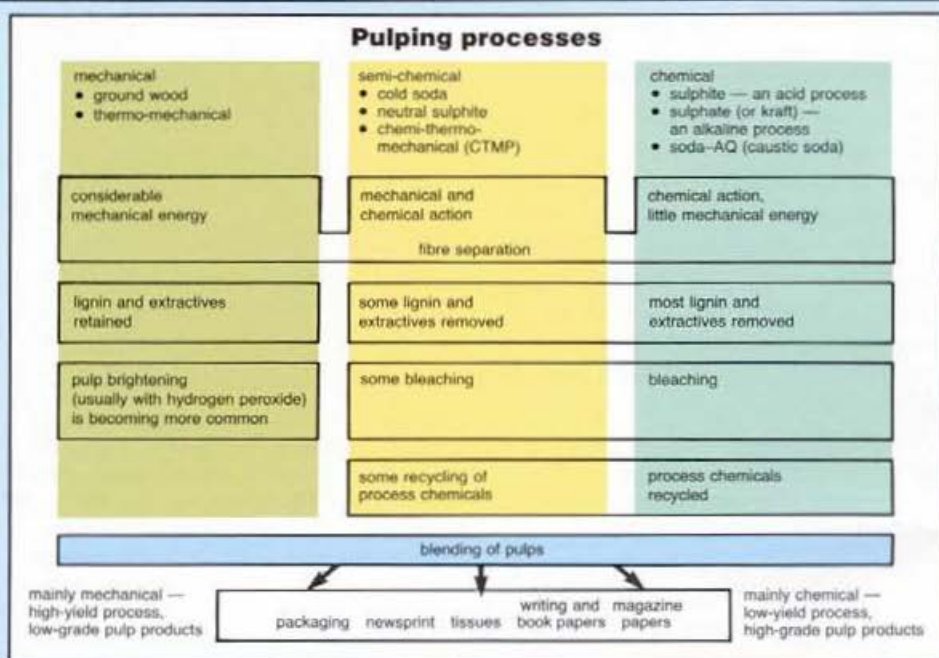 Pulping processes
mechanical
• ground wood
• thermo-mechanical
semi-chemical
• cold soda
• neutral sulphite
• chemi-thermo-
mechanical (CTMP)
chemical
• sulphite — an acid process
• sulphate (or kraft) —
an alkaline process
• soda–AQ (caustic soda)
considerable
mechanical energy
mechanical and
chemical action
chemical action,
little mechanical energy
fibre separation
lignin and extractives
retained
some lignin and
extractives removed
most lignin and
extractives removed
pulp brightening
(usually with hydrogen peroxide)
is becoming more common
some bleaching
bleaching
some recycling of
process chemicals
process chemicals
recycled
blending of pulps
mainly mechanical —
high-yield process,
low-grade pulp products
packaging newsprint tissues writing and book papers magazine papers
mainly chemical —
low-yield process,
high-grade pulp products